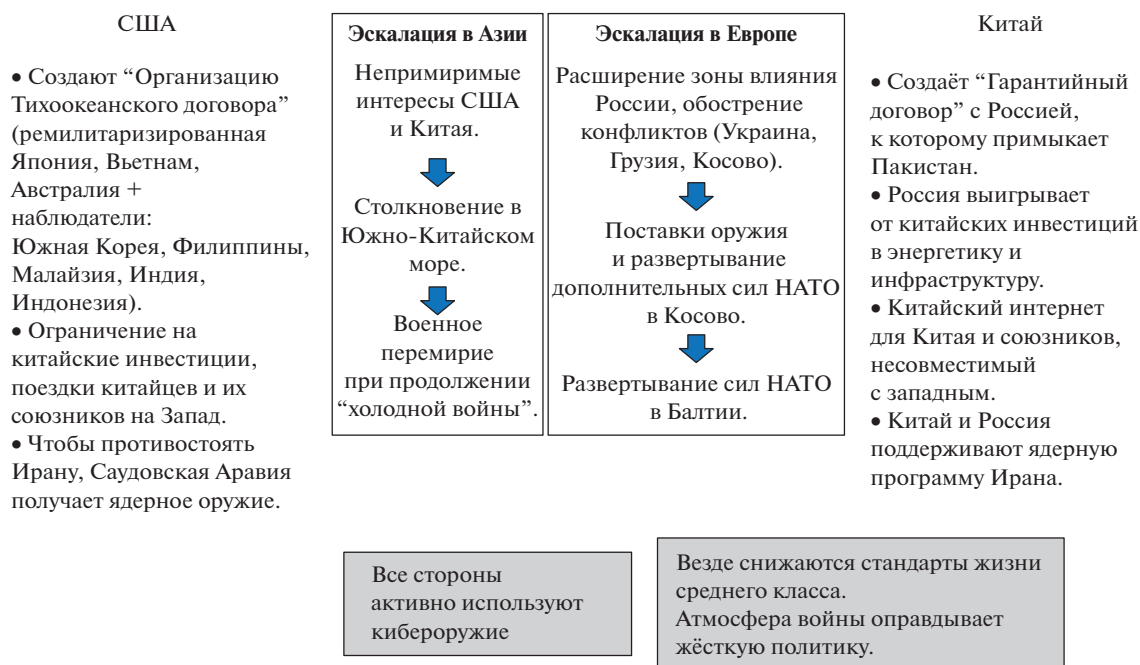 США
• Создают “Организацию
Тихоокеанского договора”
(ремилитаризированная
Япония, Вьетнам,
Австралия +
наблюдатели:
Южная Корея, Филиппины,
Малайзия, Индия,
Индонезия).
• Ограничение на
китайские инвестиции,
поездки китайцев и их
союзников на Запад.
• Чтобы противостоять
Ирану, Саудовская Аравия
получает ядерное оружие.
Эскалация в Азии
Непримиримые
интересы США
и Китая.
Столкновение в
Южно-Китайском
море.
Военное
перемирие
при продолжении
“холодной войны”.
Эскалация в Европе
Расширение зоны влияния
России, обострение
конфликтов (Украина,
Грузия, Косово).
Поставки оружия
и развертывание
дополнительных сил НАТО
в Косово.
Развертывание сил НАТО
в Балтии.
Китай
• Создаёт “Гарантийный
договор” с Россией,
к которому примыкает
Пакистан.
• Россия выигрывает
от китайских инвестиций
в энергетику и
инфраструктуру.
• Китайский интернет
для Китая и союзников,
несовместимый
с западным.
• Китай и Россия
поддерживают ядерную
программу Ирана.
Все стороны
активно используют
кибероружие
Везде снижаются стандарты жизни
среднего класса.
Атмосфера войны оправдывает
жёсткую политику.